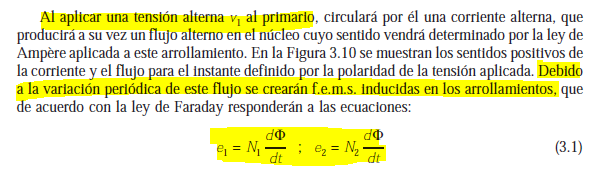 Al aplicar una tensión alterna v₁ al primario, circulará por él una corriente alterna, que
producirá a su vez un flujo alterno en el núcleo cuyo sentido vendrá determinado por la ley de
Ampère aplicada a este arrollamiento. En la Figura 3.10 se muestran los sentidos positivos de
la corriente y el flujo para el instante definido por la polaridad de la tensión aplicada. Debido
a la variación periódica de este flujo se crearán f.e.m.s. inducidas en los arrollamientos, que
de acuerdo con la ley de Faraday responderán a las ecuaciones:
e₁ = N₁ dΦ/dt ; e₂ = N₂ dΦ/dt (3.1)